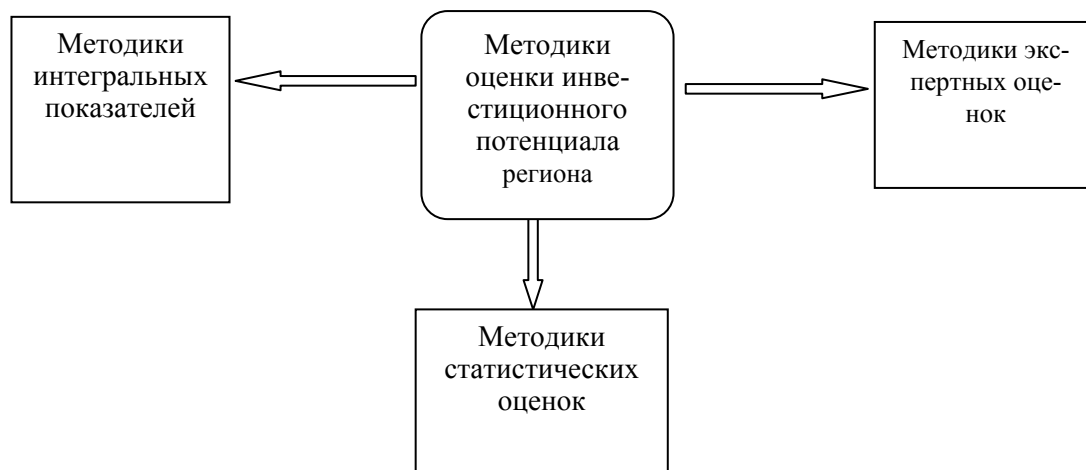 Методики
интегральных
показателей
Методики
оценки инве-
стиционного
потенциала
региона
Методики экс-
пертных оце-
нок
Методики
статистических
оценок